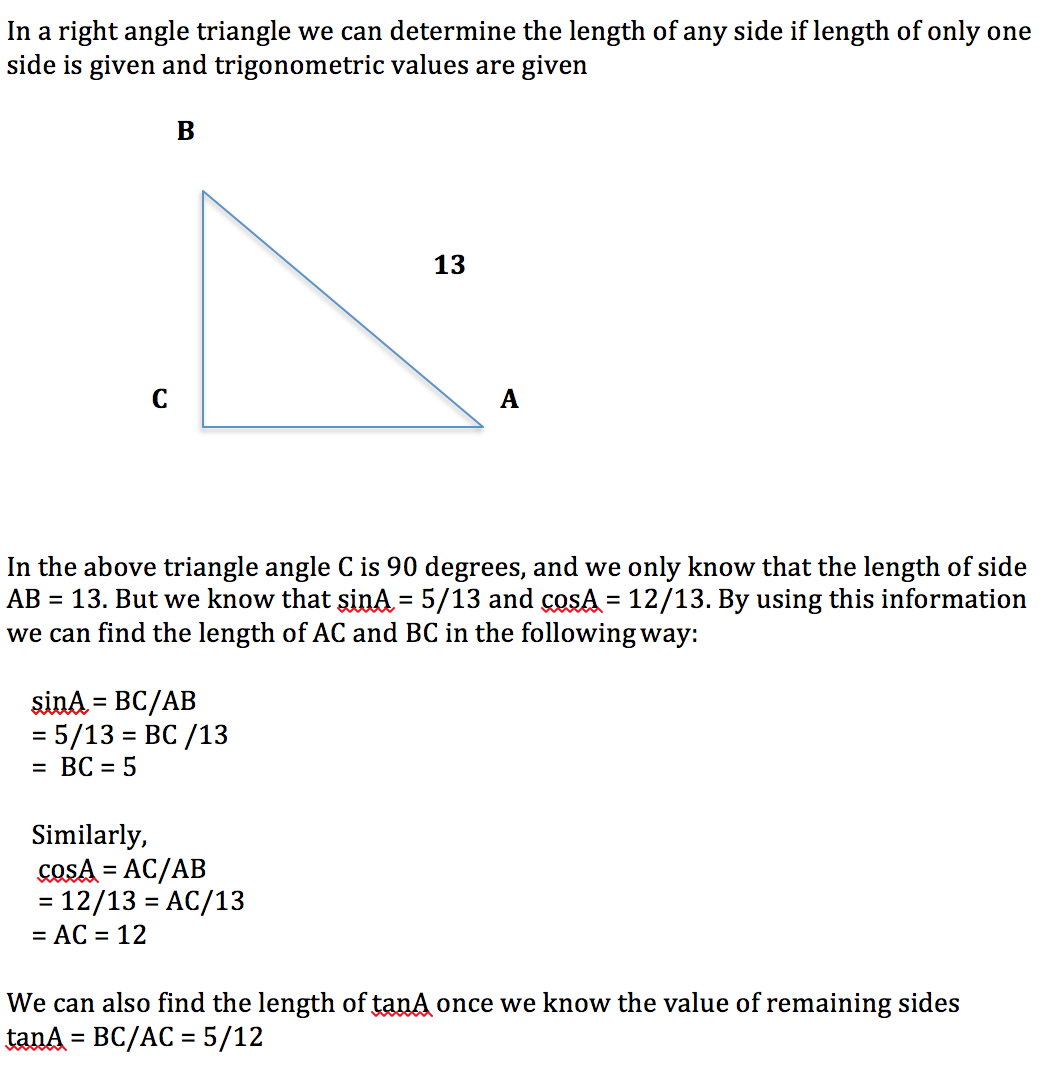 In a right angle triangle we can determine the length of any side if length of only one
side is given and trigonometric values are given
B
13
C
A
In the above triangle angle C is 90 degrees, and we only know that the length of side
AB = 13. But we know that sinA = 5/13 and cosA = 12/13. By using this information
we can find the length of AC and BC in the following way:
sinA = BC/AB
= 5/13 = BC /13
= BC = 5
Similarly,
cosA = AC/AB
= 12/13 = AC/13
= AC = 12
We can also find the length of tanA once we know the value of remaining sides
tanA = BC/AC = 5/12